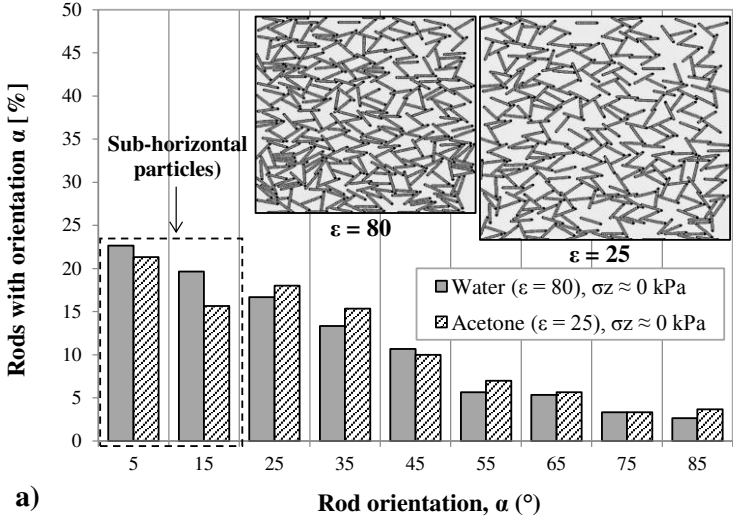 50
45
40
35
30
25
20
15
10
5
0
Rods with orientation α [%]
Sub-horizontal
particles)
ε = 80
ε = 25
Water (ε = 80), σz ≈ 0 kPa
Acetone (ε = 25), σz ≈ 0 kPa
5 15 25 35 45 55 65 75 85
a)
Rod orientation, α (°)